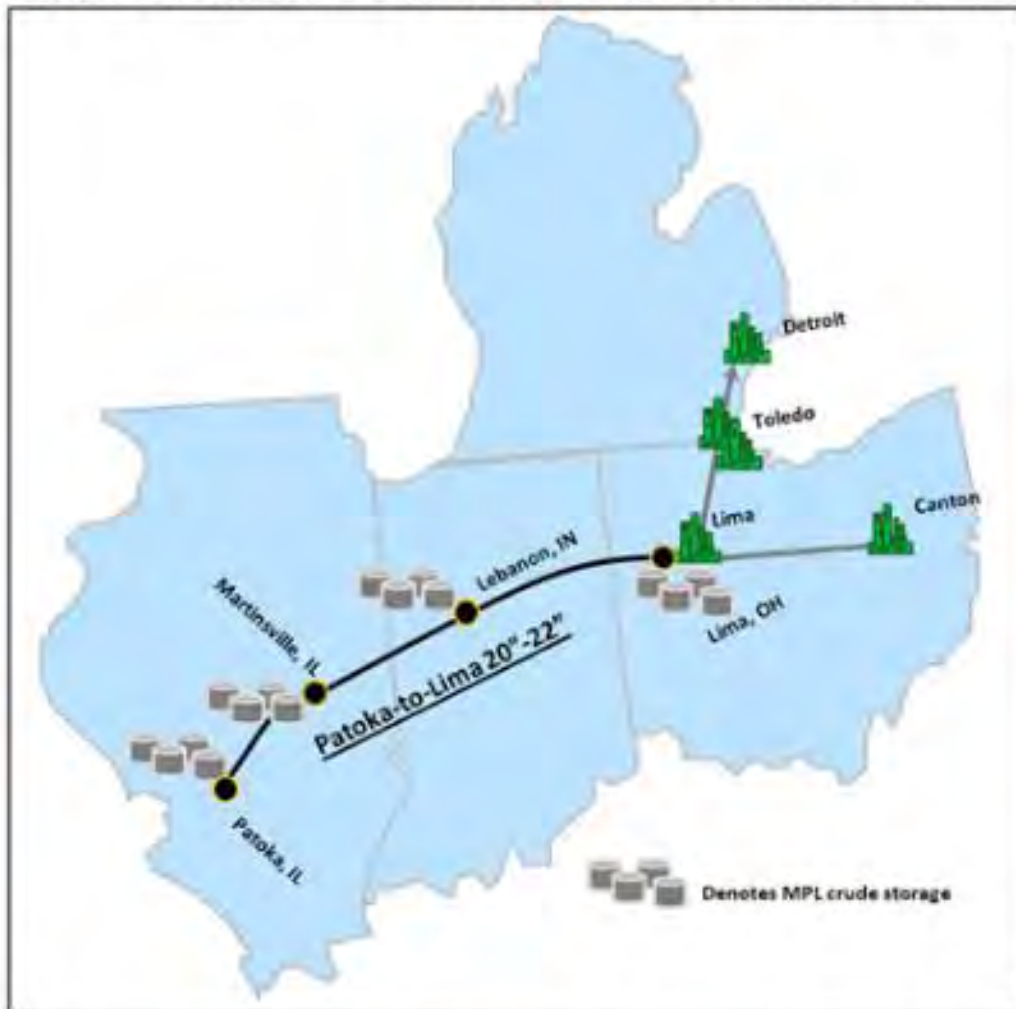 Detroit
Toledo
Lima
Canton
Lebanon, IN
Martinsville, IL
Lima, OH
Patoka-to-Lima 20"-22"
Patoka, IL
Denotes MPL crude storage